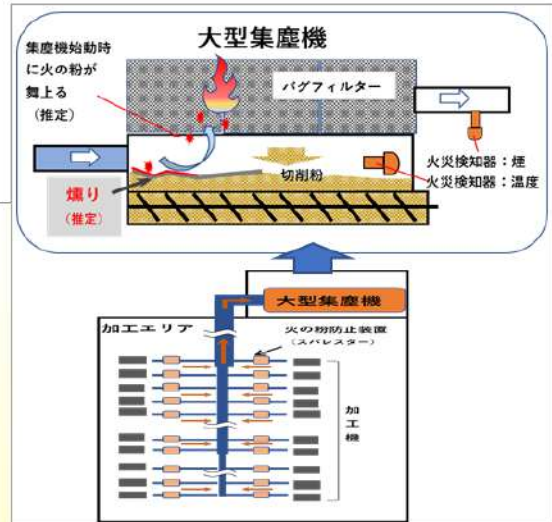 大型集塵機
集塵機始動時
に火の粉が
舞上る
（推定）
バグフィルター
切削粉
燻り
（推定）
火災検知器：煙
火災検知器：温度
大型集塵機
加工エリア
火の粉防止装置
（スパレスター）
加工機